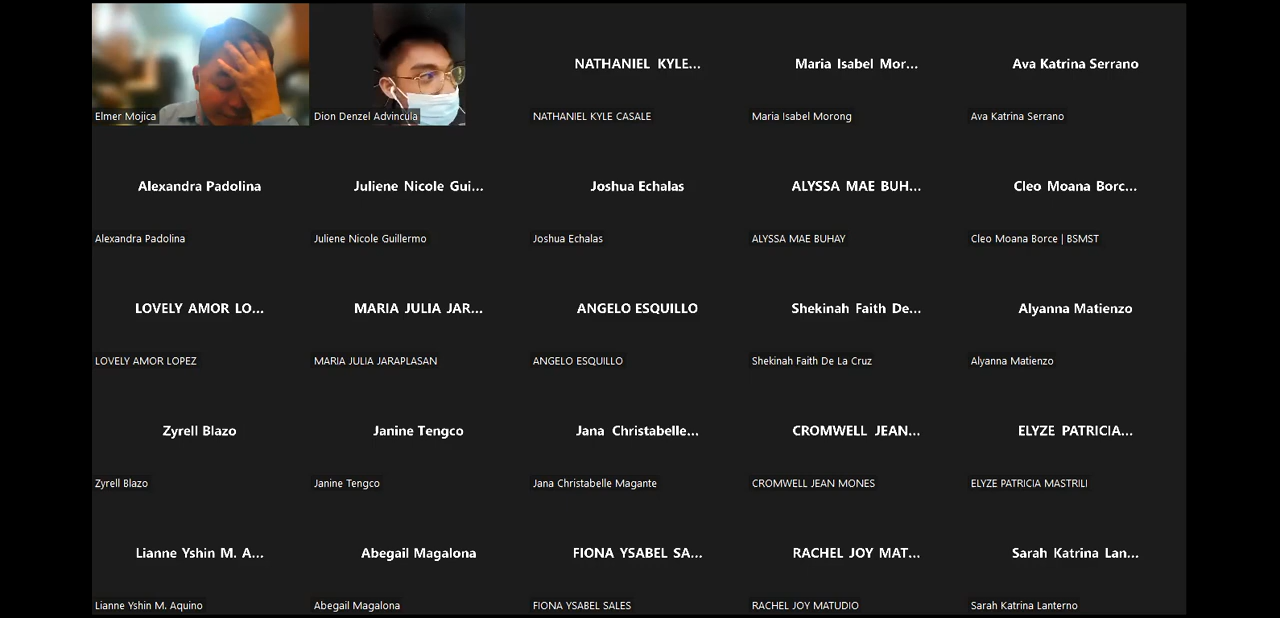 NATHANIEL KYLE...
Maria Isabel Mor...
Ava Katrina Serrano
Elmer Mojica
Dion Denzel Advincula
NATHANIEL KYLE CASALE
Maria Isabel Morong
Ava Katrina Serrano
Alexandra Padolina
Juliene Nicole Gui...
Joshua Echalas
ALYSSA MAE BUH...
Cleo Moana Borc...
Alexandra Padolina
Juliene Nicole Guillermo
Joshua Echalas
ALYSSA MAE BUHAY
Cleo Moana Borce | BSMST
LOVELY AMOR LO...
MARIA JULIA JAR...
ANGELO ESQUILLO
Shekinah Faith De...
Alyanna Matienzo
LOVELY AMOR LOPEZ
MARIA JULIA JARAPLASAN
ANGELO ESQUILLO
Shekinah Faith De La Cruz
Alyanna Matienzo
Zyrell Blazo
Janine Tengco
Jana Christabelle...
CROMWELL JEAN...
ELYZE PATRICIA...
Zyrell Blazo
Janine Tengco
Jana Christabelle Magante
CROMWELL JEAN MONES
ELYZE PATRICIA MASTRILI
Lianne Yshin M. A...
Abegail Magalona
FIONA YSABEL SA...
RACHEL JOY MAT...
Sarah Katrina Lan...
Lianne Yshin M. Aquino
Abegail Magalona
FIONA YSABEL SALES
RACHEL JOY MATUDIO
Sarah Katrina Lanterno